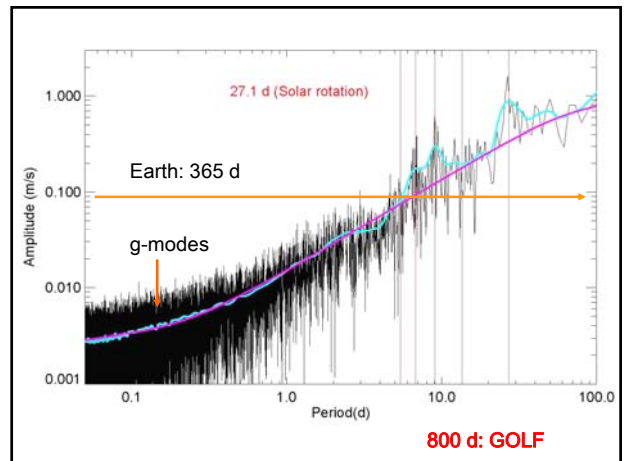 1.000
27.1 d (Solar rotation)
Earth: 365 d
0.100
Amplitude (m/s)
g-modes
0.010
0.001
0.1
1.0
10.0
100.0
Period(d)
800 d: GOLF